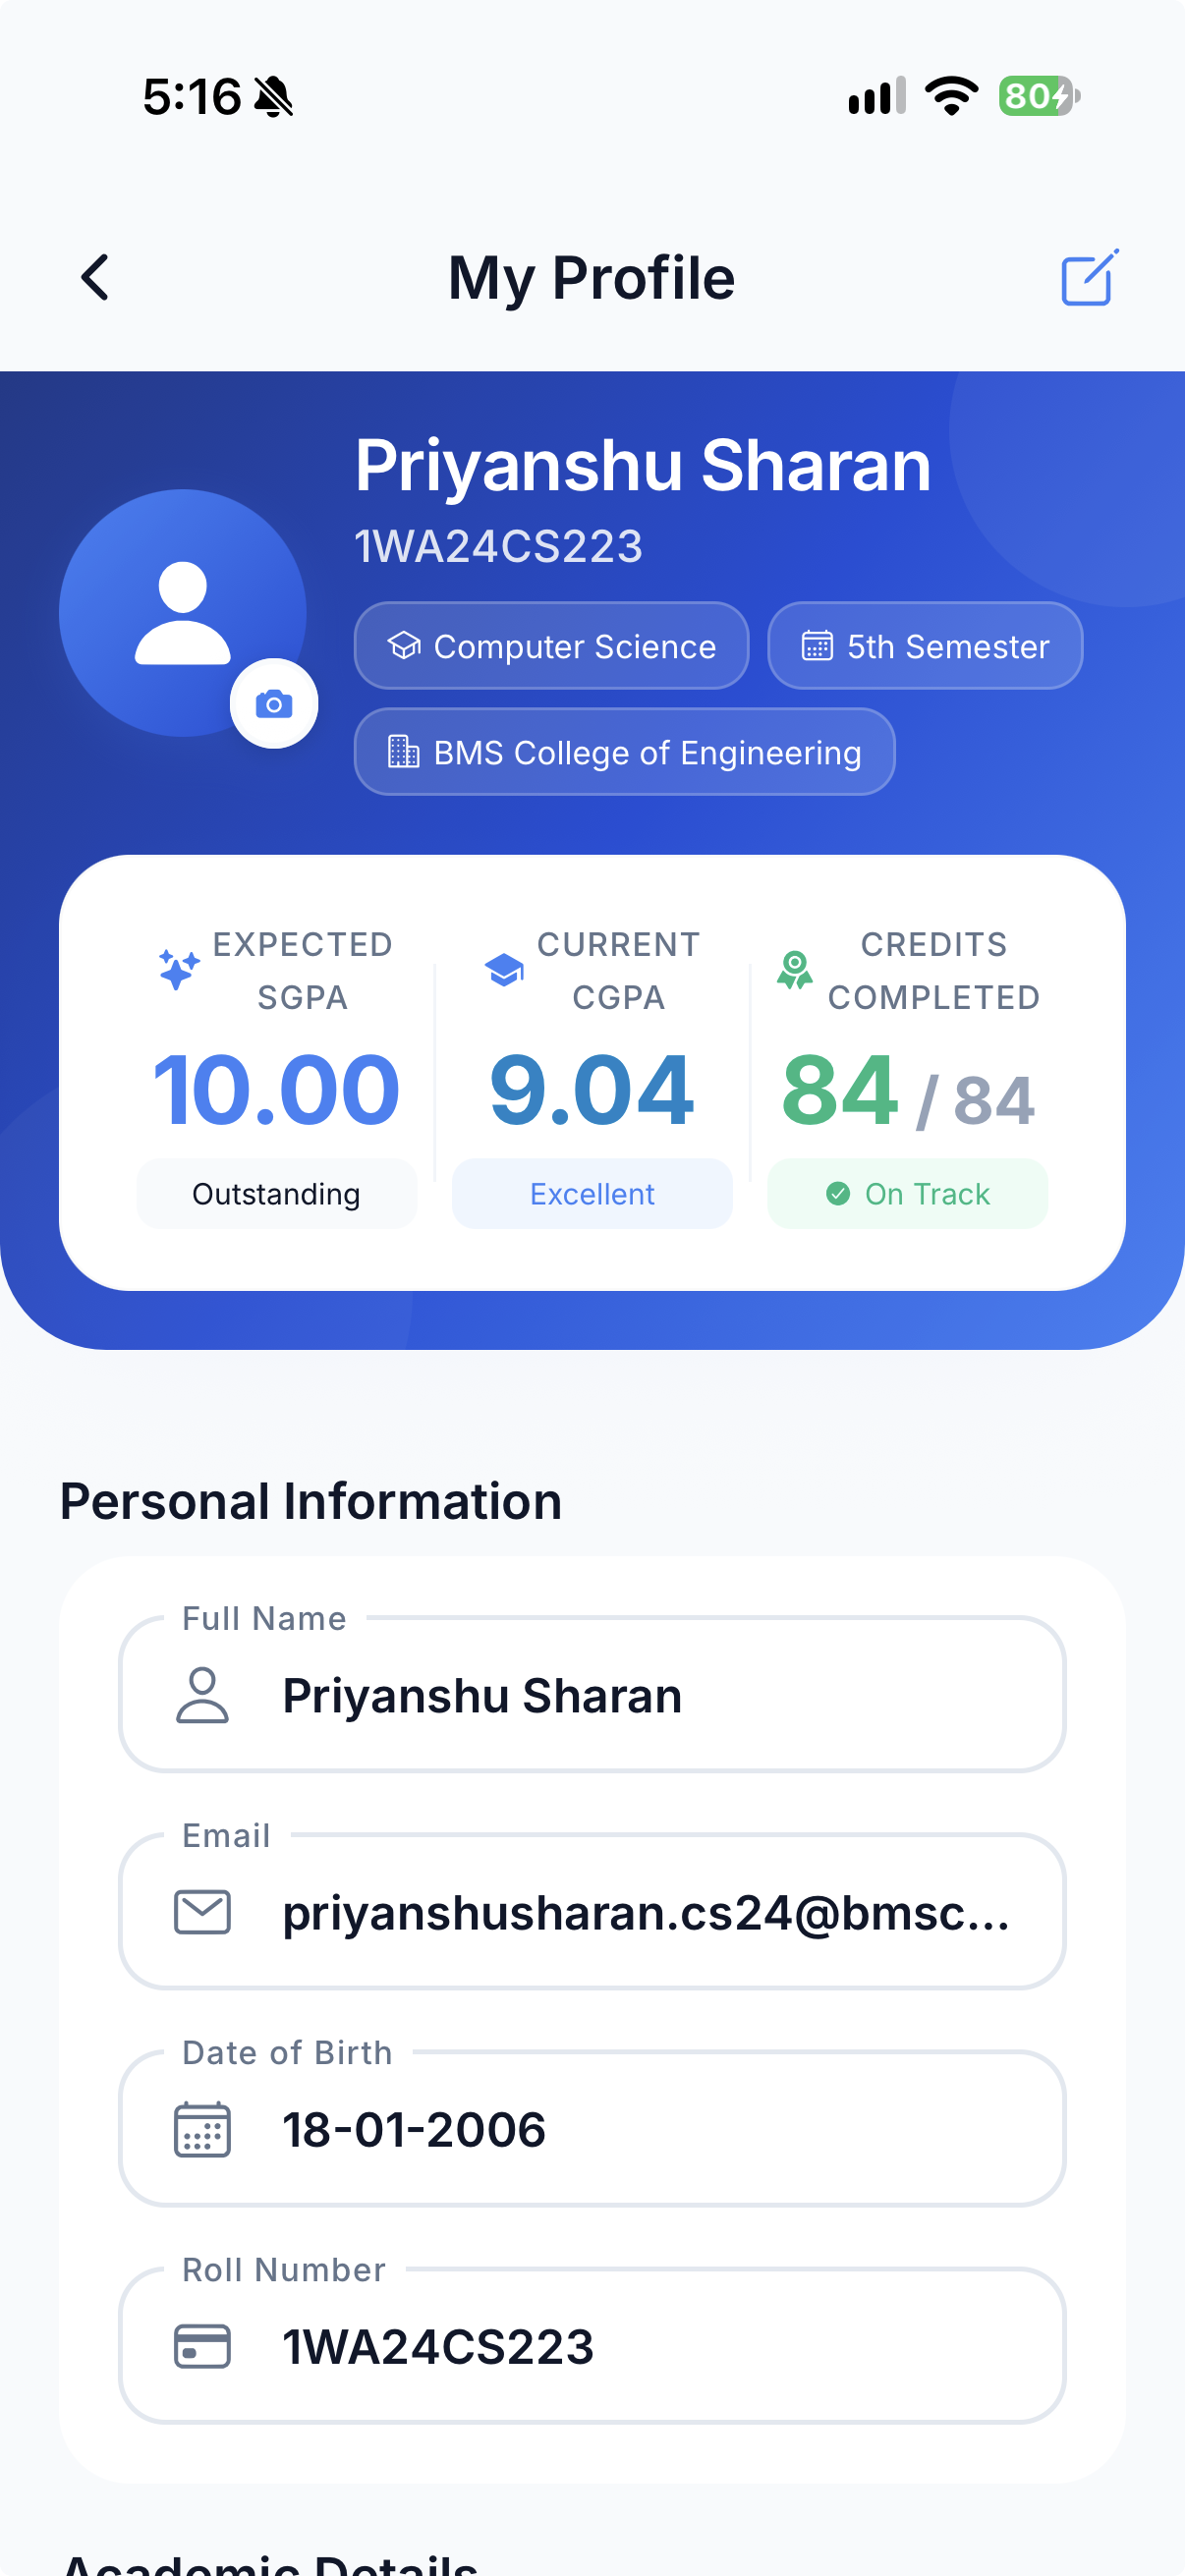 5:16
80
My Profile
Priyanshu Sharan
1WA24CS223
Computer Science
5th Semester
BMS College of Engineering
EXPECTED
SGPA
10.00
Outstanding
CURRENT
CGPA
9.04
Excellent
CREDITS
COMPLETED
84 / 84
On Track
Personal Information
Full Name
Priyanshu Sharan
Email
priyanshusharan.cs24@bmsc...
Date of Birth
18-01-2006
Roll Number
1WA24CS223
Academic Details